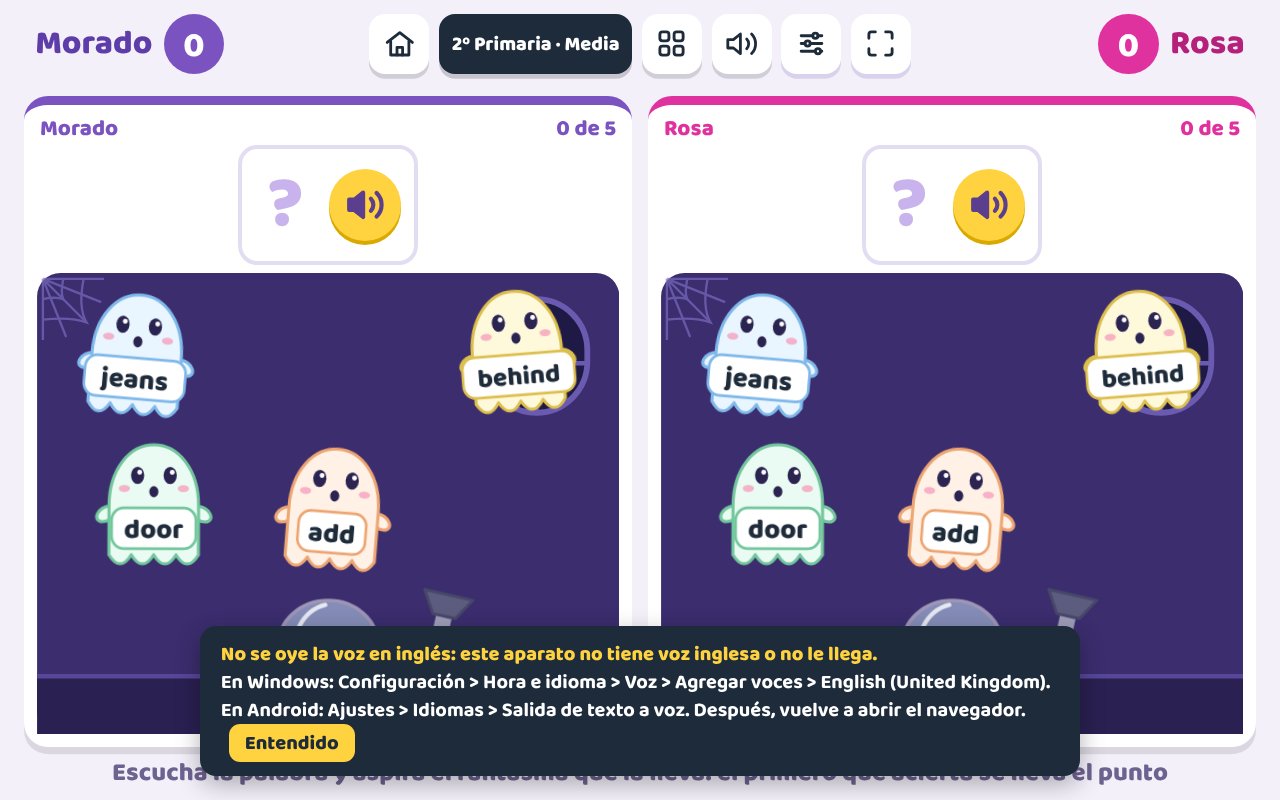 Morado 0
2º Primaria · Media
0 Rosa
Morado 0 de 5
?
jeans
behind
door
add
Rosa 0 de 5
?
jeans
behind
door
add
No se oye la voz en inglés: este aparato no tiene voz inglesa o no le llega.
En Windows: Configuración > Hora e idioma > Voz > Agregar voces > English (United Kingdom).
En Android: Ajustes > Idiomas > Salida de texto a voz. Después, vuelve a abrir el navegador.
Entendido
Escucha la palabra y aspira el fantasma que la lleva: el primero que acierta se lleva el punto